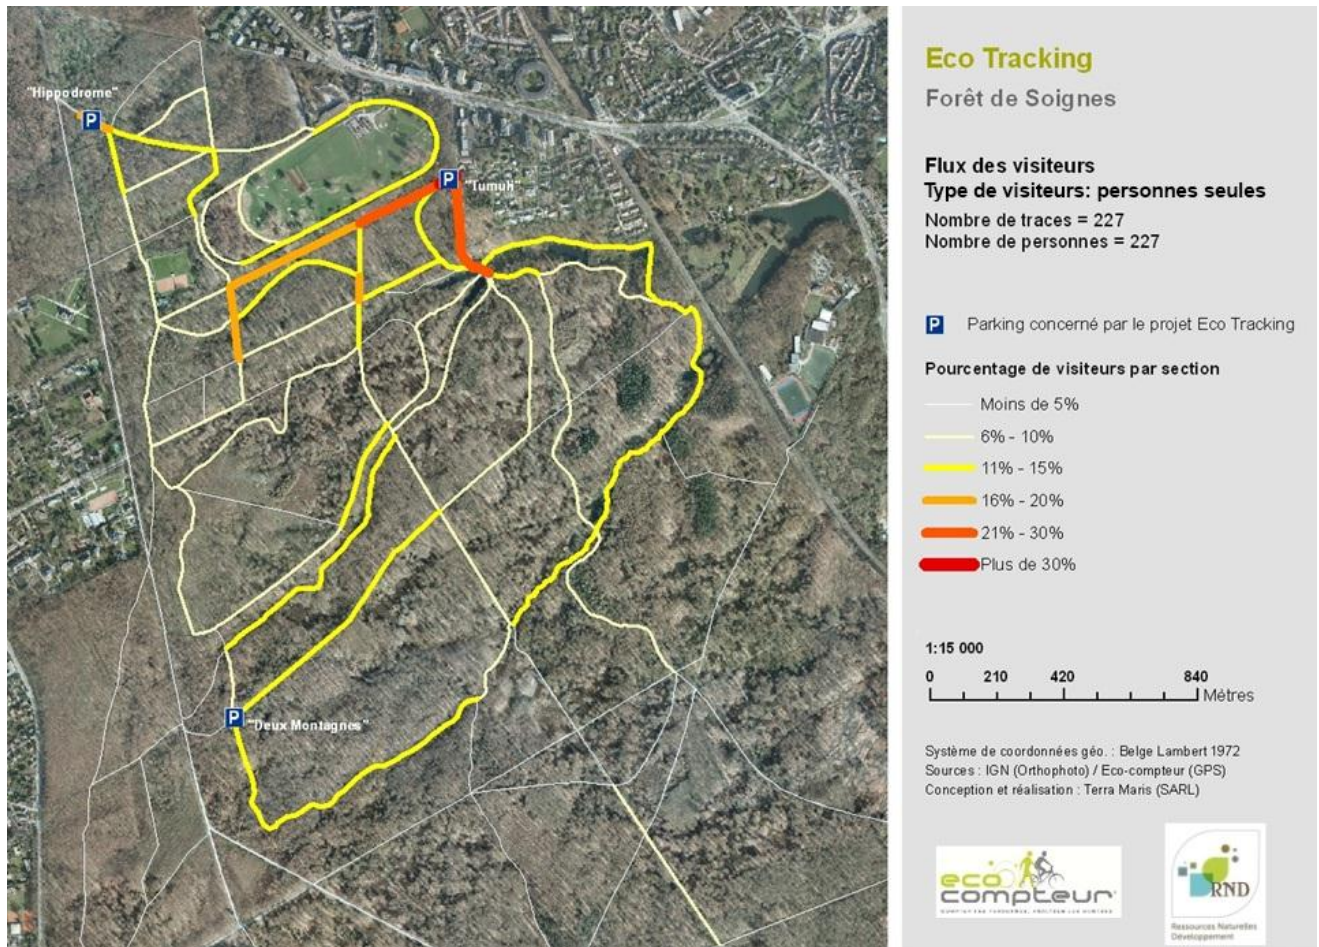 "Hippodrome"
"Tumuli"
"Deux Montagnes"
Eco Tracking
Forêt de Soignes
Flux des visiteurs
Type de visiteurs: personnes seules
Nombre de traces = 227
Nombre de personnes = 227
P Parking concerné par le projet Eco Tracking
Pourcentage de visiteurs par section
Moins de 5%
6% - 10%
11% - 15%
16% - 20%
21% - 30%
Plus de 30%
1:15 000
0 210 420 840
Métres
Système de coordonnées géo. : Belge Lambert 1972
Sources : IGN (Orthophoto) / Eco-compteur (GPS)
Conception et réalisation : Terra Maris (SARL)
eco
compteur
RND
Ressources Naturelles
Développement